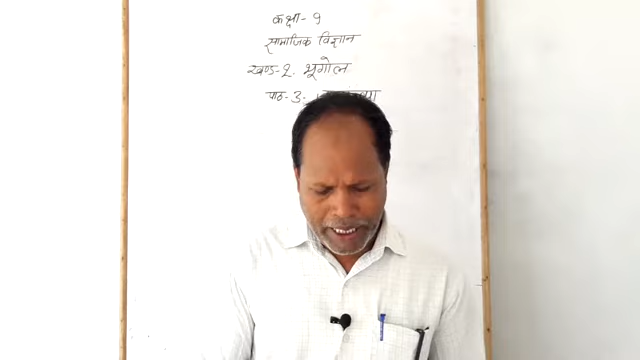 कक्षा- 9
सामाजिक विज्ञान
खण्ड-2. भूगोल
पाठ-3.